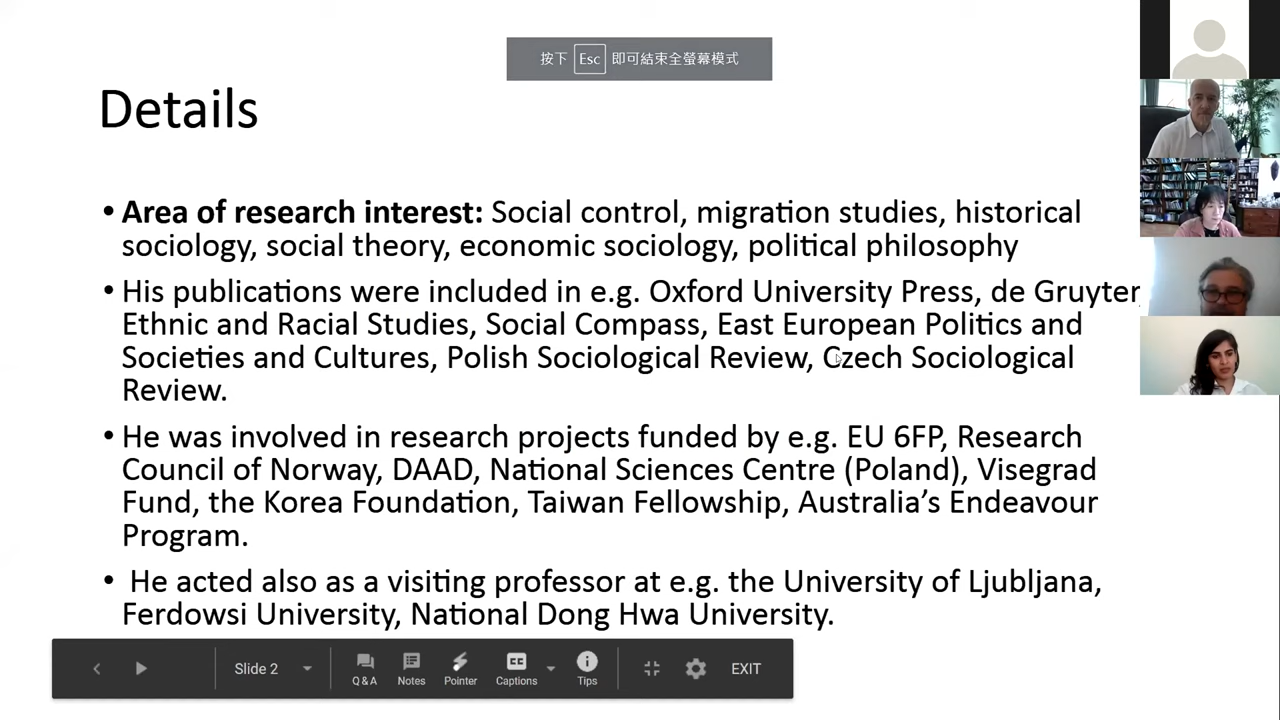 按下 Esc 即可結束全螢幕模式
Details
• Area of research interest: Social control, migration studies, historical
sociology, social theory, economic sociology, political philosophy
• His publications were included in e.g. Oxford University Press, de Gruyter,
Ethnic and Racial Studies, Social Compass, East European Politics and
Societies and Cultures, Polish Sociological Review, Czech Sociological
Review.
• He was involved in research projects funded by e.g. EU 6FP, Research
Council of Norway, DAAD, National Sciences Centre (Poland), Visegrad
Fund, the Korea Foundation, Taiwan Fellowship, Australia's Endeavour
Program.
• He acted also as a visiting professor at e.g. the University of Ljubljana,
Ferdowsi University, National Dong Hwa University.
Slide 2 Q&A Notes Pointer CC Captions Tips EXIT